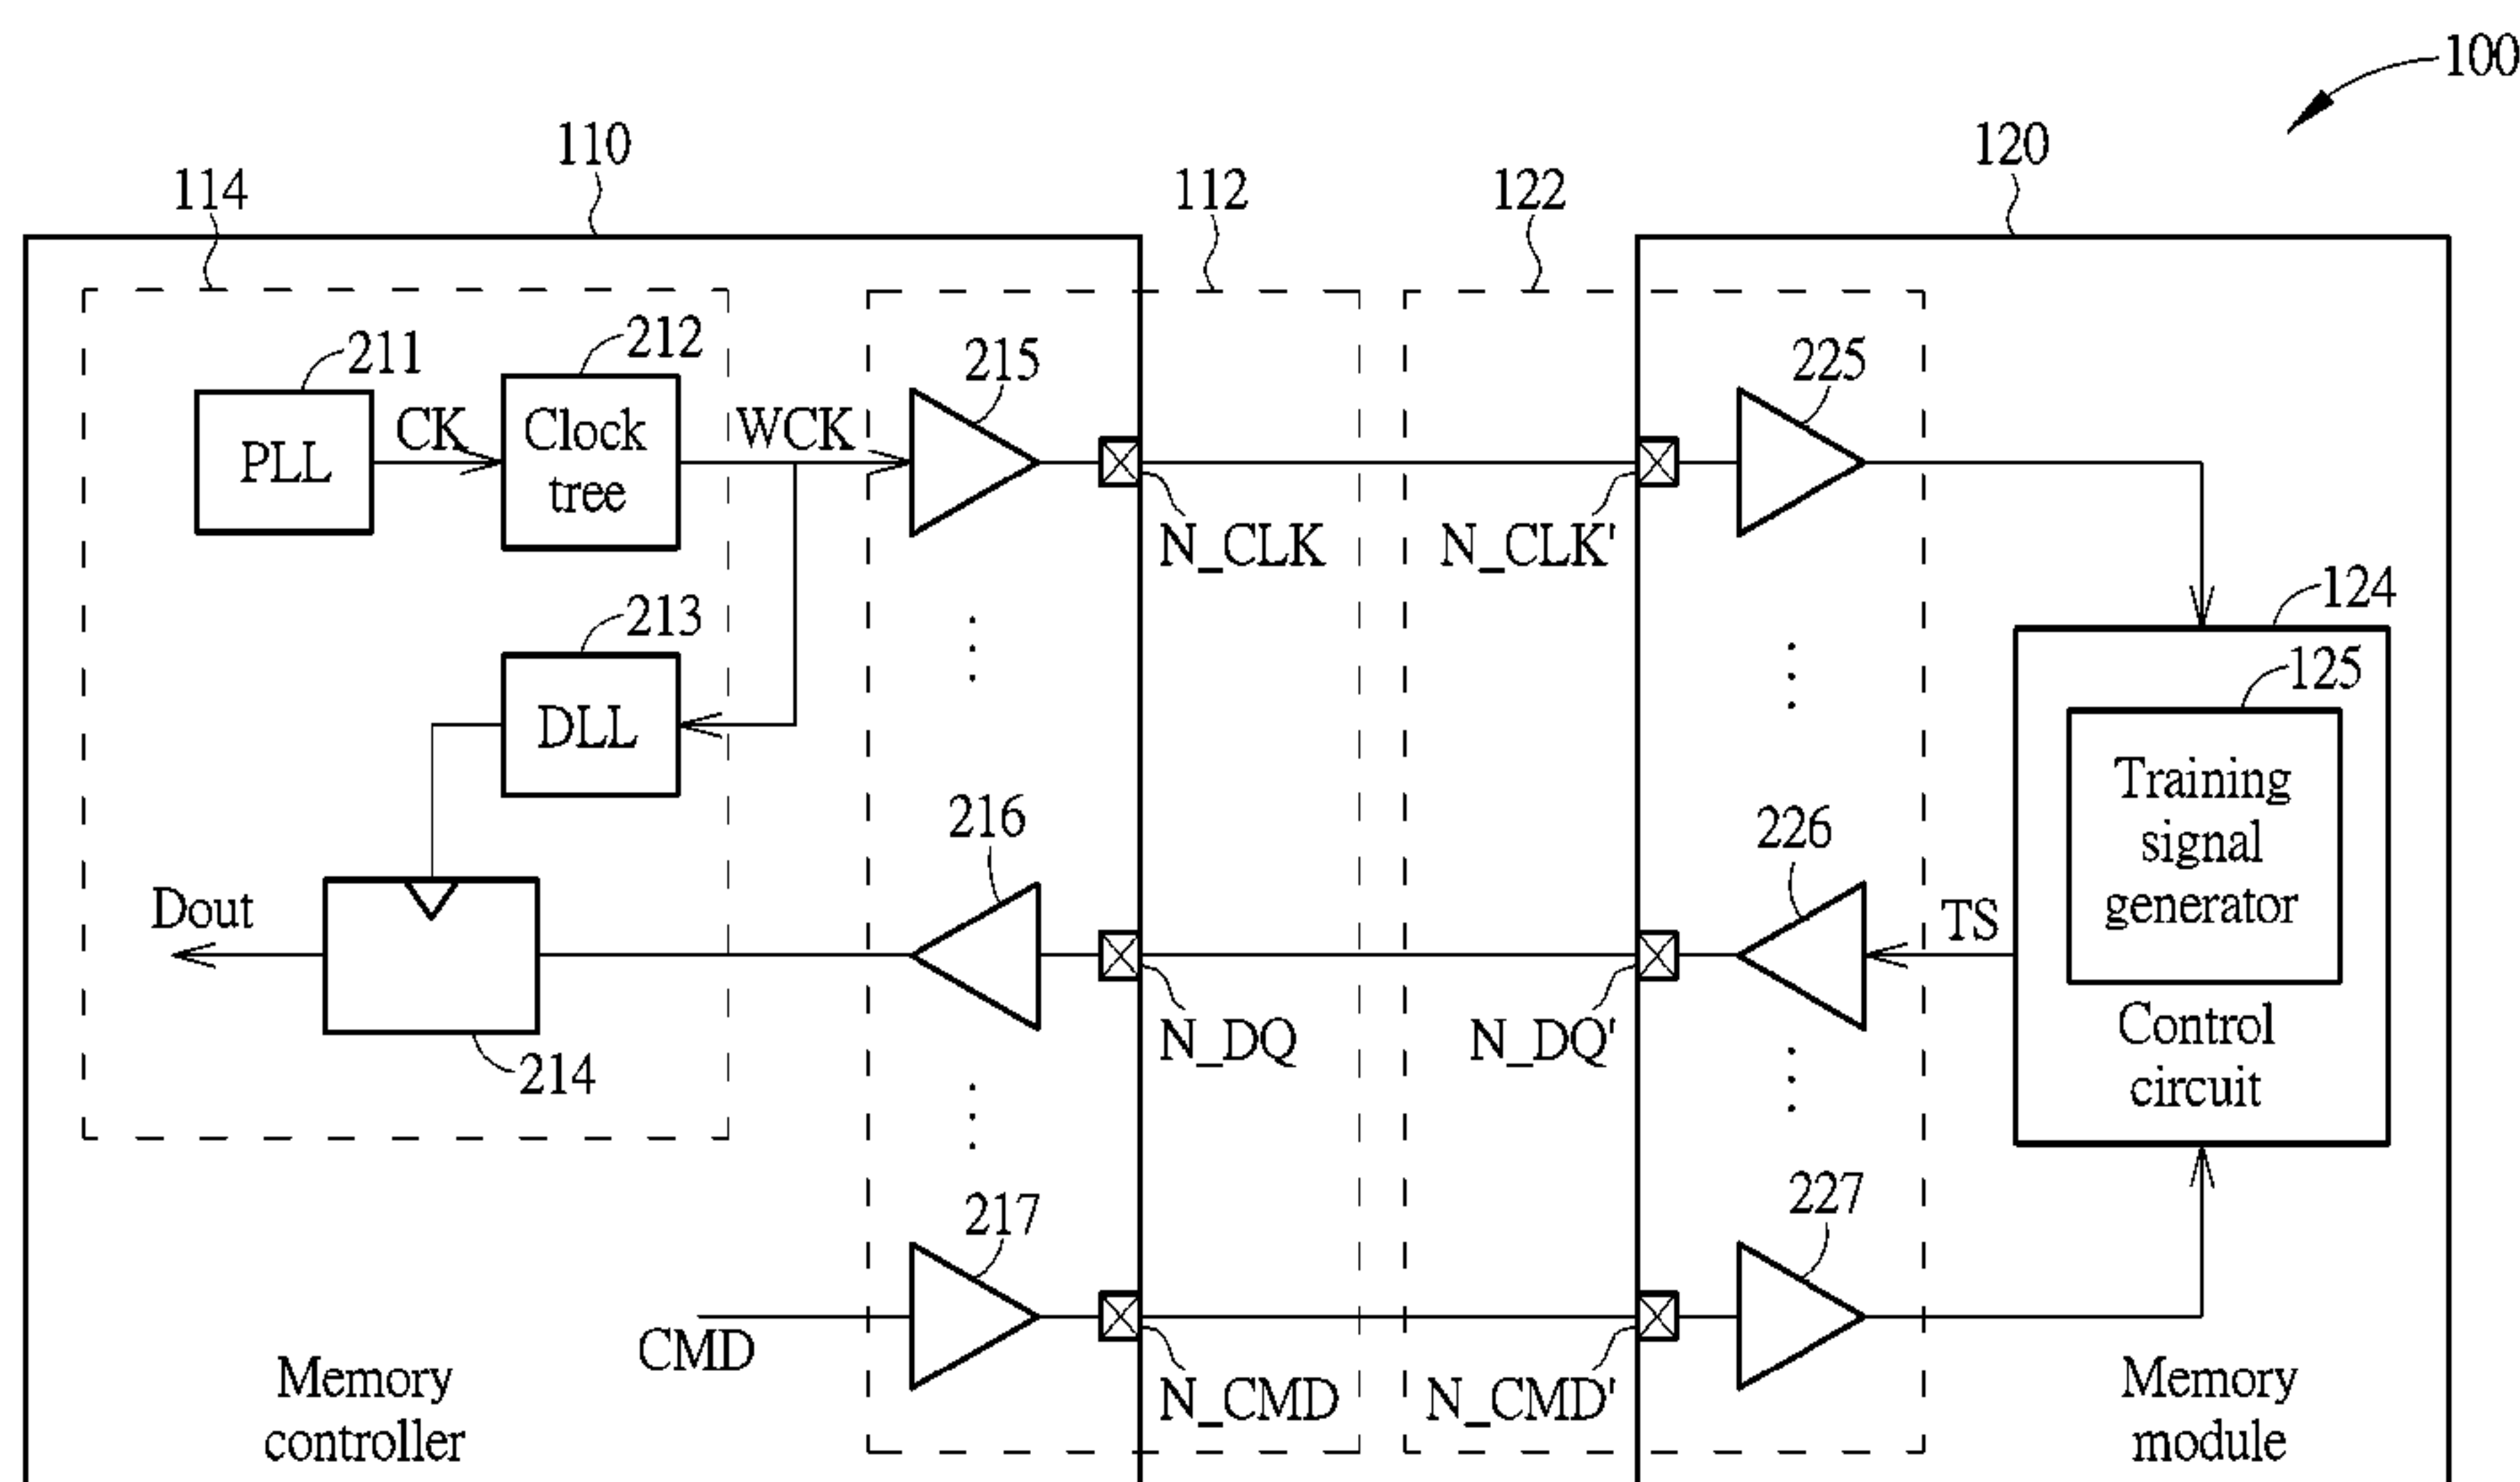 100
110
120
114
112
122
211
212
215
225
PLL
CK
Clock
tree
WCK
N_CLK
N_CLK'
213
124
DLL
125
Training
signal
generator
216
226
Dout
TS
214
N_DQ
N_DQ'
Control
circuit
217
227
CMD
N_CMD
N_CMD'
Memory
controller
Memory
module